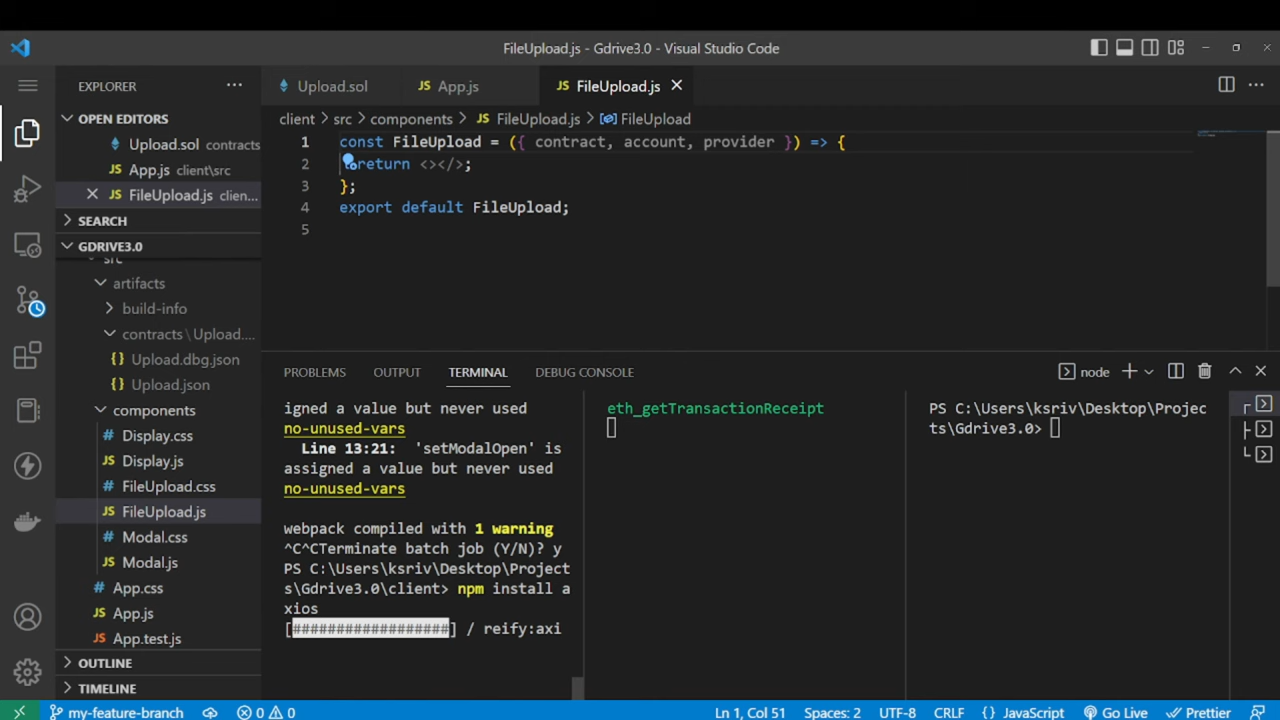 FileUpload.js - Gdrive3.0 - Visual Studio Code
EXPLORER
OPEN EDITORS
Upload.sol contracts
App.js client\src
FileUpload.js clien...
SEARCH
GDRIVE3.0
src
artifacts
build-info
contracts \ Upload....
Upload.dbg.json
Upload.json
components
Display.css
Display.js
FileUpload.css
FileUpload.js
Modal.css
Modal.js
App.css
App.js
App.test.js
OUTLINE
TIMELINE
Upload.sol
App.js
FileUpload.js
client > src > components > FileUpload.js > FileUpload
1 const FileUpload = ({ contract, account, provider }) => {
2 return <></>;
3 };
4 export default FileUpload;
5
PROBLEMS OUTPUT TERMINAL DEBUG CONSOLE
node
igned a value but never used
no-unused-vars
Line 13:21: 'setModalOpen' is
assigned a value but never used
no-unused-vars
webpack compiled with 1 warning
^C^CTerminate batch job (Y/N)? y
PS C:\Users\ksriv\Desktop\Project
s\Gdrive3.0\client> npm install a
xios
[##################] / reify:axi
eth_getTransactionReceipt
PS C:\Users\ksriv\Desktop\Projec
ts\Gdrive3.0>
my-feature-branch
0 0
Ln 1, Col 51
Spaces: 2
UTF-8
CRLF
{} JavaScript
Go Live
Prettier